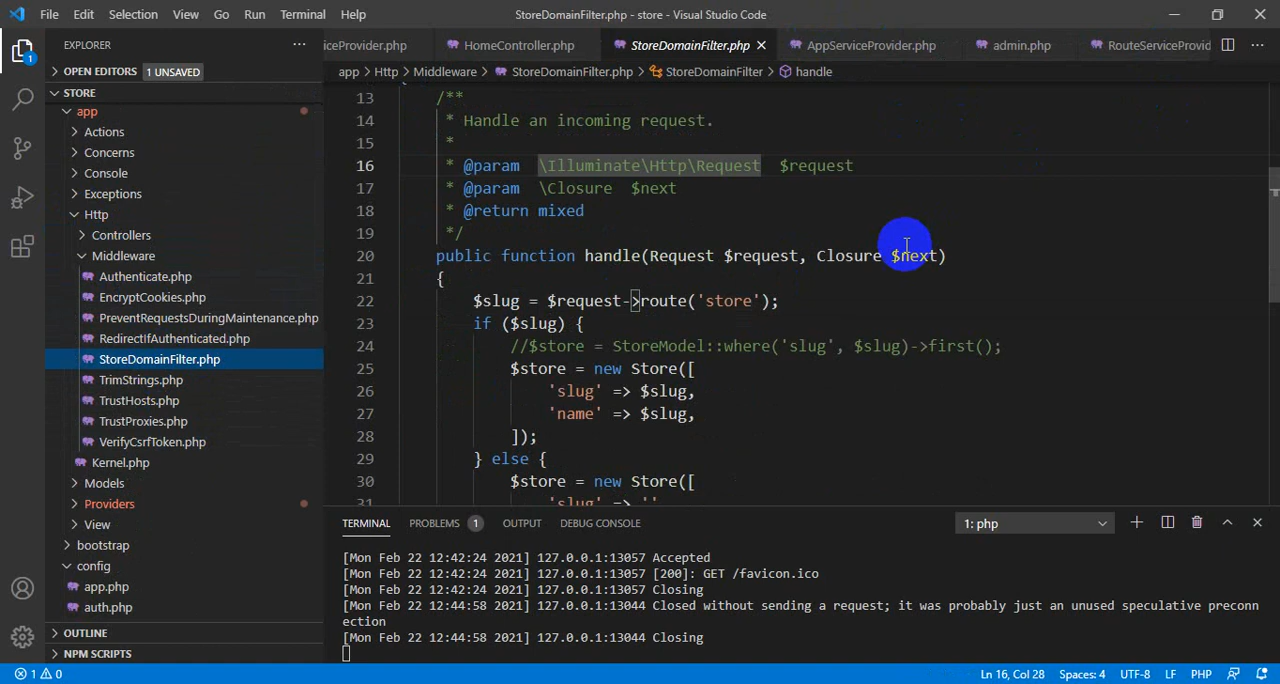 File Edit Selection View Go Run Terminal Help StoreDomainFilter.php - store - Visual Studio Code
EXPLORER
iceProvider.php HomeController.php StoreDomainFilter.php AppServiceProvider.php admin.php RouteServiceProvid
OPEN EDITORS 1 UNSAVED
app > Http > Middleware > StoreDomainFilter.php > StoreDomainFilter > handle
STORE
app
Actions
Concerns
Console
Exceptions
Http
Controllers
Middleware
Authenticate.php
EncryptCookies.php
PreventRequestsDuringMaintenance.php
RedirectIfAuthenticated.php
StoreDomainFilter.php
TrimStrings.php
TrustHosts.php
TrustProxies.php
VerifyCsrfToken.php
Kernel.php
Models
Providers
View
bootstrap
config
app.php
auth.php
OUTLINE
NPM SCRIPTS
13 /**
14 * Handle an incoming request.
15 *
16 * @param \Illuminate\Http\Request $request
17 * @param \Closure $next
18 * @return mixed
19 */
20 public function handle(Request $request, Closure $next)
21 {
22 $slug = $request->route('store');
23 if ($slug) {
24 //$store = StoreModel::where('slug', $slug)->first();
25 $store = new Store([
26 'slug' => $slug,
27 'name' => $slug,
28 ]);
29 } else {
30 $store = new Store([
31 'slug' => ''
TERMINAL PROBLEMS 1 OUTPUT DEBUG CONSOLE 1: php
[Mon Feb 22 12:42:24 2021] 127.0.0.1:13057 Accepted
[Mon Feb 22 12:42:24 2021] 127.0.0.1:13057 [200]: GET /favicon.ico
[Mon Feb 22 12:42:24 2021] 127.0.0.1:13057 Closing
[Mon Feb 22 12:44:58 2021] 127.0.0.1:13044 Closed without sending a request; it was probably just an unused speculative preconn
ection
[Mon Feb 22 12:44:58 2021] 127.0.0.1:13044 Closing
1 0 Ln 16, Col 28 Spaces: 4 UTF-8 LF PHP